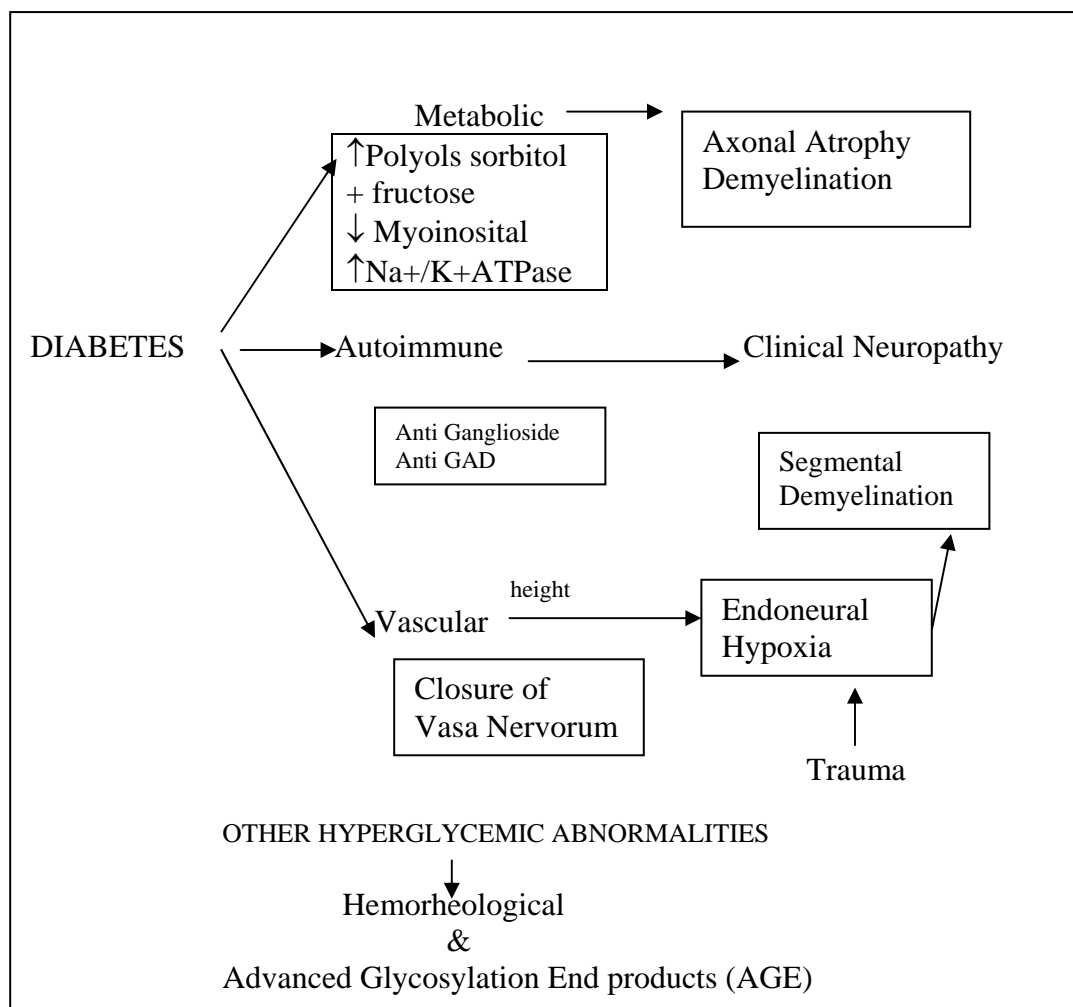 Metabolic
↑Polyols sorbitol
+ fructose
↓ Myoinosital
↑Na+/K+ATPase
Axonal Atrophy
Demyelination
DIABETES
Autoimmune
Clinical Neuropathy
Anti Ganglioside
Anti GAD
Segmental
Demyelination
height
Vascular
Endoneural
Hypoxia
Closure of
Vasa Nervorum
Trauma
OTHER HYPERGLYCEMIC ABNORMALITIES
Hemorheological
&
Advanced Glycosylation End products (AGE)